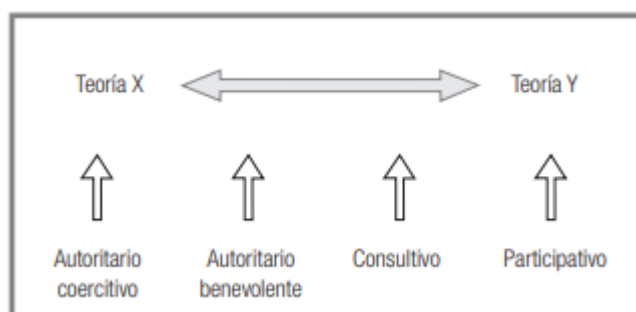 Teoría X
Teoría Y
Autoritario
coercitivo
Autoritario
benevolente
Consultivo
Participativo